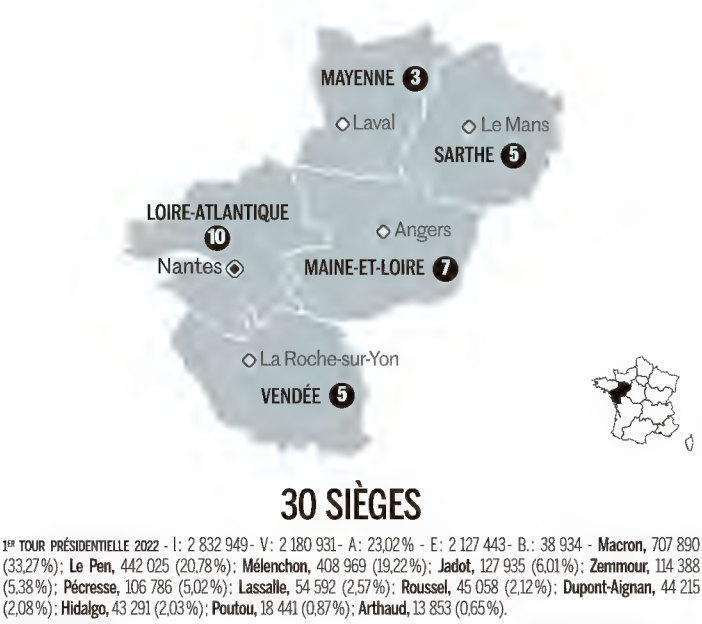 MAYENNE 3
Laval
Le Mans
SARTHE 5
LOIRE-ATLANTIQUE
10
Angers
Nantes
MAINE-ET-LOIRE 7
La Roche-sur-Yon
VENDÉE 5
30 SIÈGES
1ER TOUR PRÉSIDENTIELLE 2022 - I: 2 832 949- V: 2 180 931- A: 23,02% - E: 2 127 443- B.: 38 934 - Macron, 707 890
(33,27%); Le Pen, 442 025 (20,78%); Mélenchon, 408 969 (19,22%); Jadot, 127 935 (6,01%); Zemmour, 114 388
(5,38%); Pécresse, 106 786 (5,02%); Lassalle, 54 592 (2,57%); Roussel, 45 058 (2,12%); Dupont-Aignan, 44 215
(2,08%); Hidalgo, 43 291 (2,03%); Poutou, 18 441 (0,87%); Arthaud, 13 853 (0,65%).